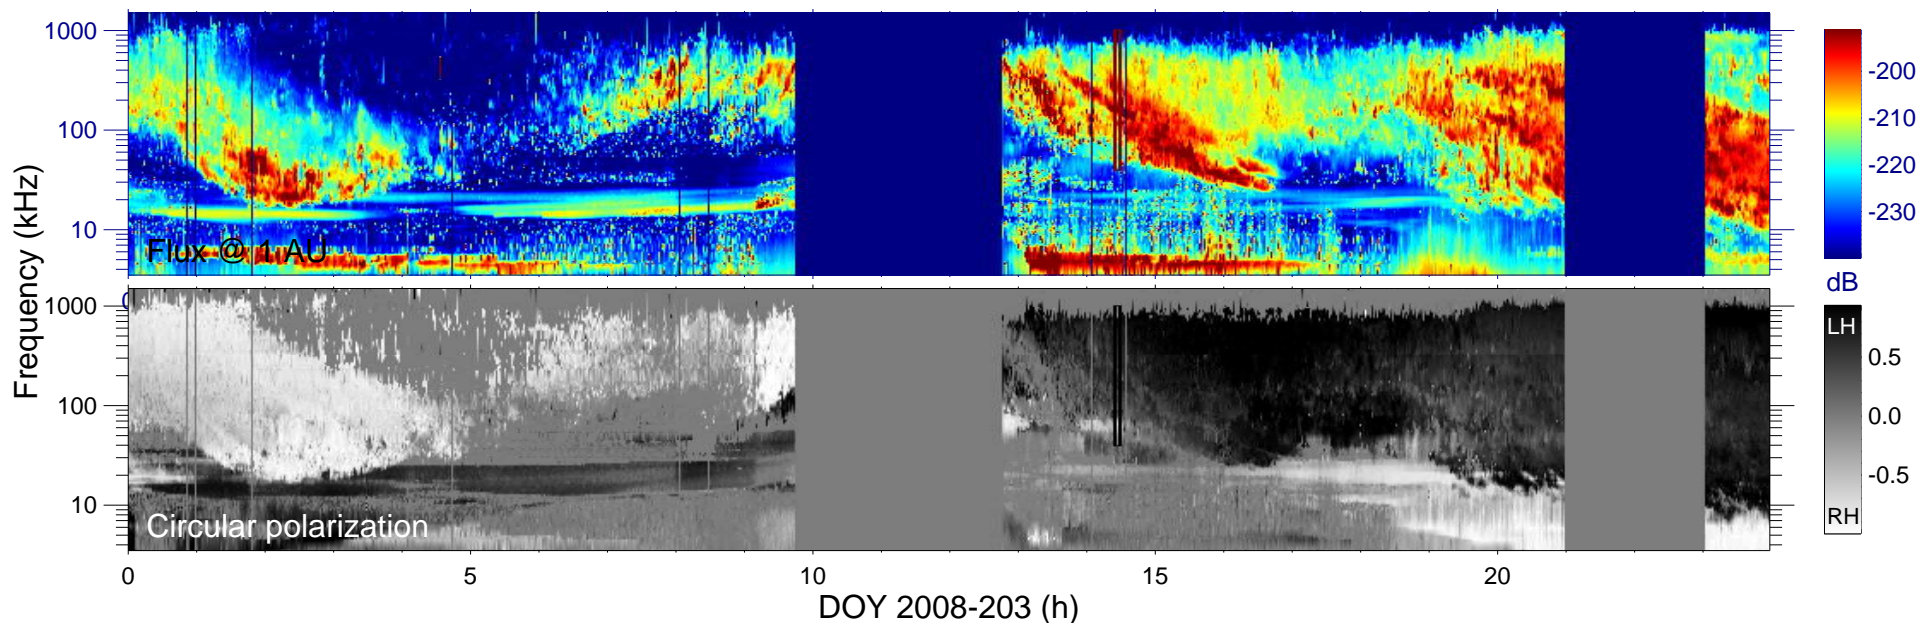 1000
100
10
Flux @ 1 AU
-200
-210
-220
-230
dB
0
1000
100
10
Circular polarization
LH
0.5
0.0
-0.5
RH
Frequency (kHz)
0 5 10 15 20
DOY 2008-203 (h)